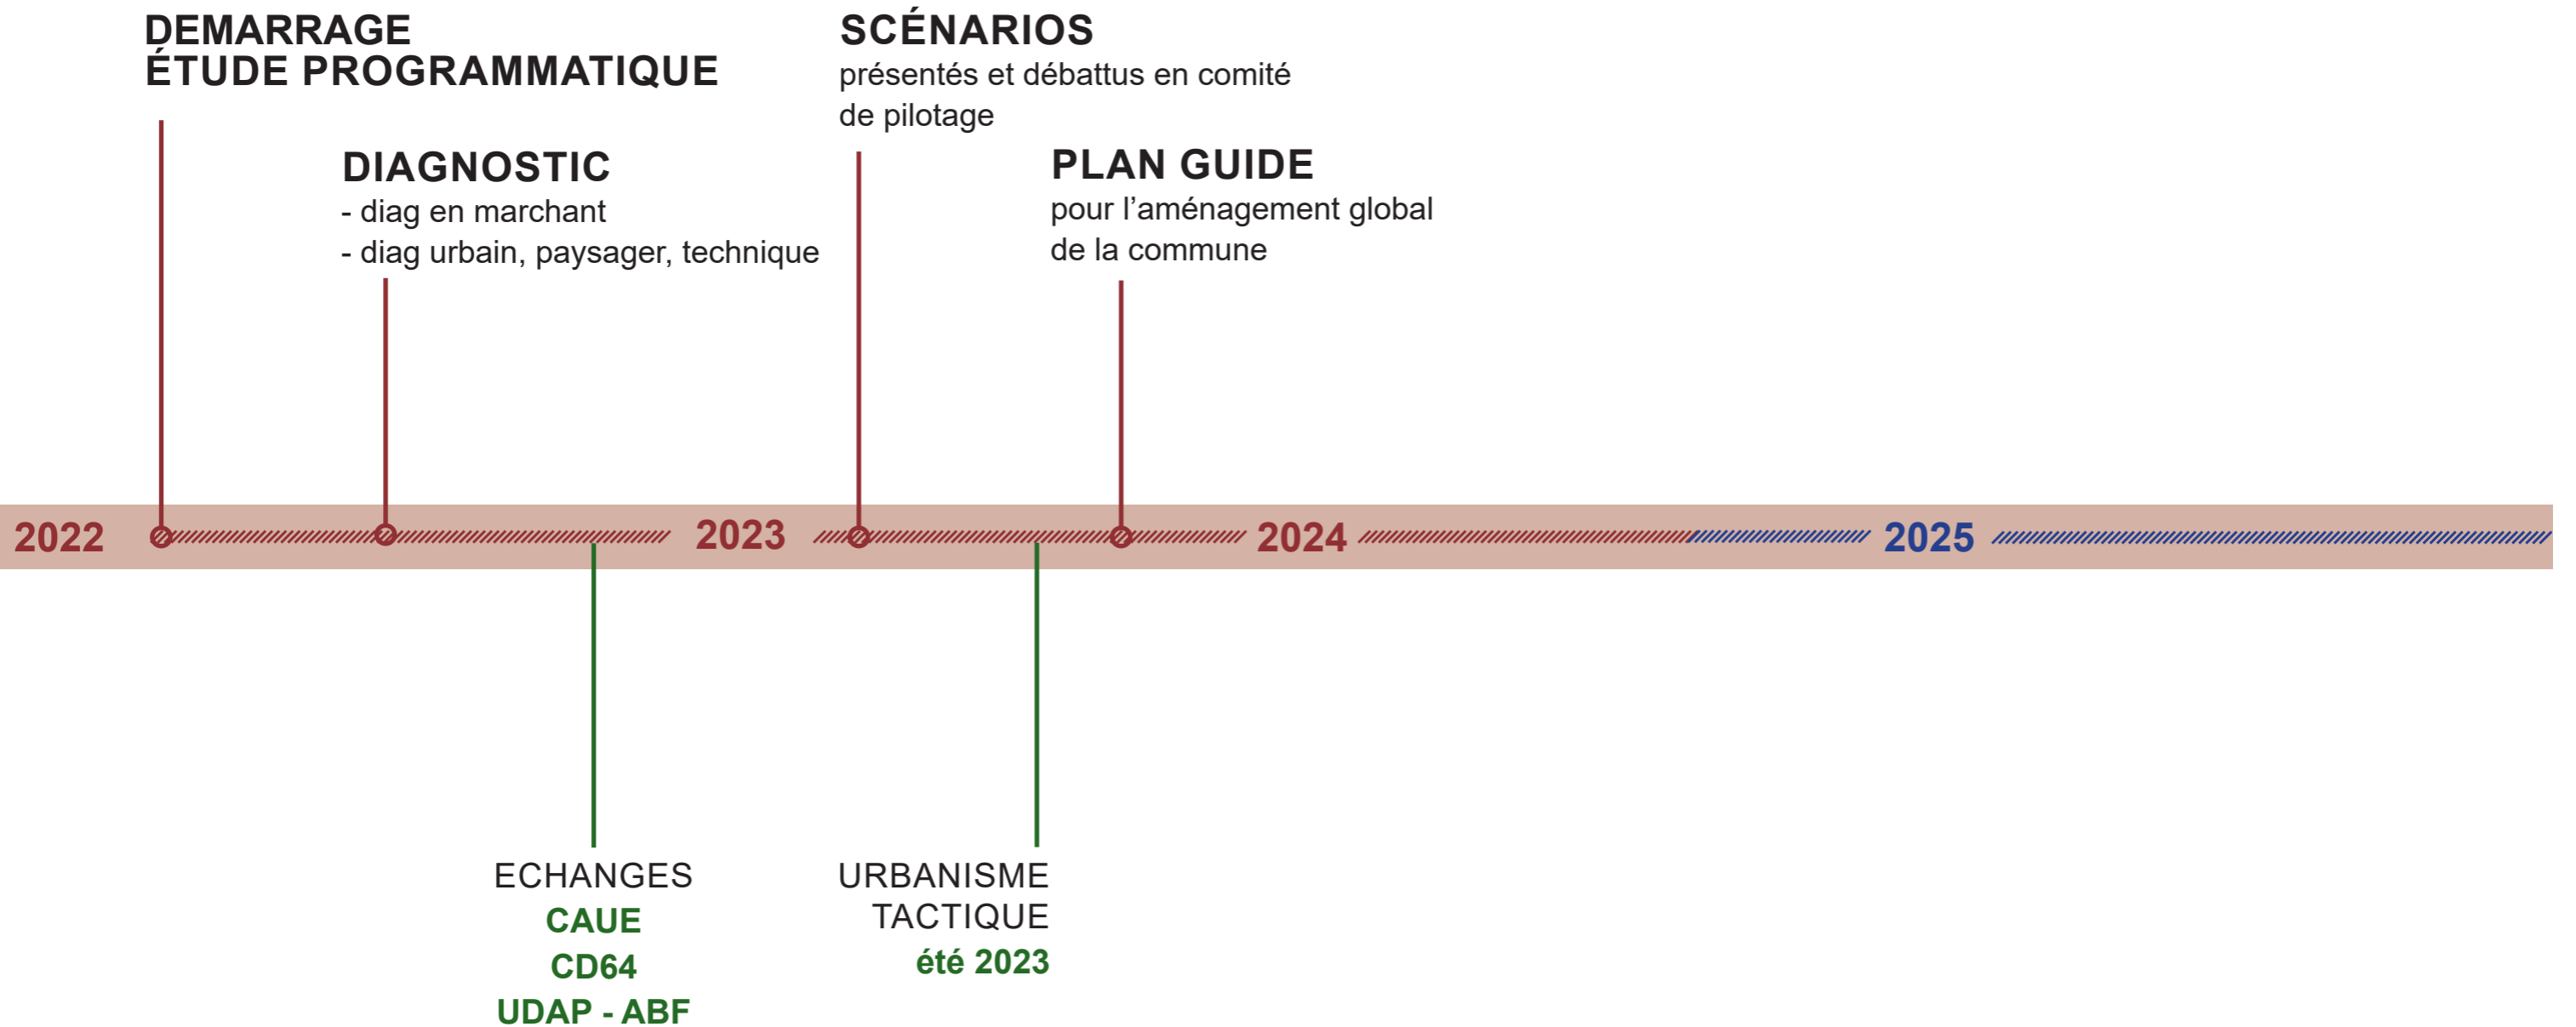 DEMARRAGE
ÉTUDE PROGRAMMATIQUE
DIAGNOSTIC
- diag en marchant
- diag urbain, paysager, technique
SCÉNARIOS
présentés et débattus en comité
de pilotage
PLAN GUIDE
pour l’aménagement global
de la commune
2022
2023
2024
2025
ECHANGES
CAUE
CD64
UDAP - ABF
URBANISME
TACTIQUE
été 2023